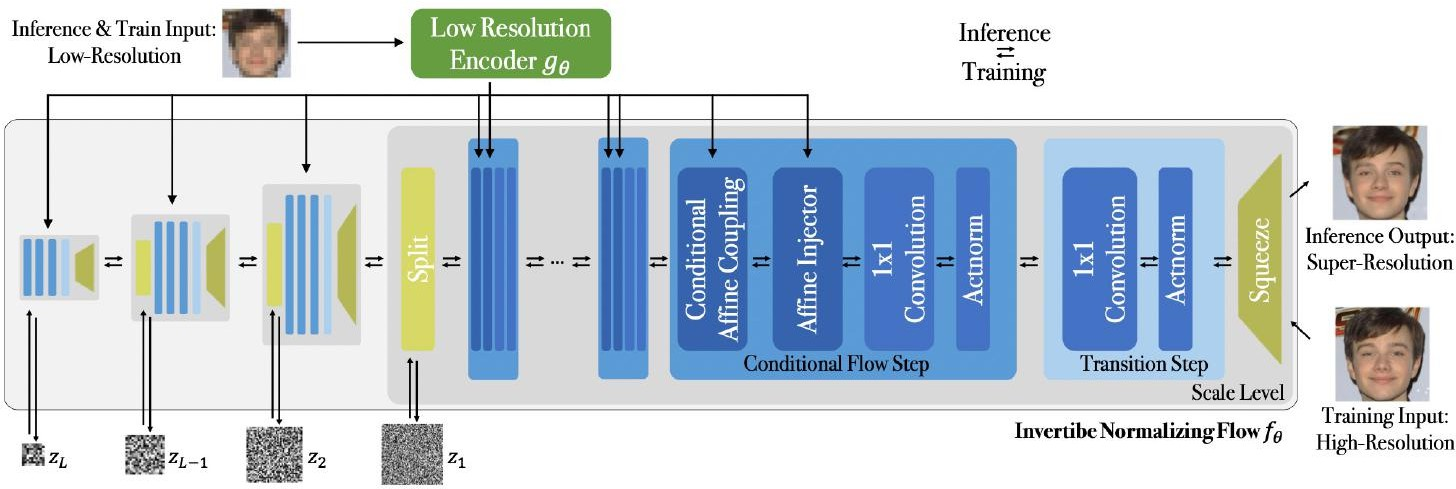 Inference & Train Input:
Low-Resolution
Low Resolution
Encoder gθ
Inference
Training
Split
...
Conditional
Affine Coupling
Affine Injector
1x1
Convolution
Actnorm
Conditional Flow Step
1x1
Convolution
Actnorm
Transition Step
Squeeze
Scale Level
Inference Output:
Super-Resolution
Training Input:
High-Resolution
Invertibe Normalizing Flow fθ
zL
zL−1
z2
z1